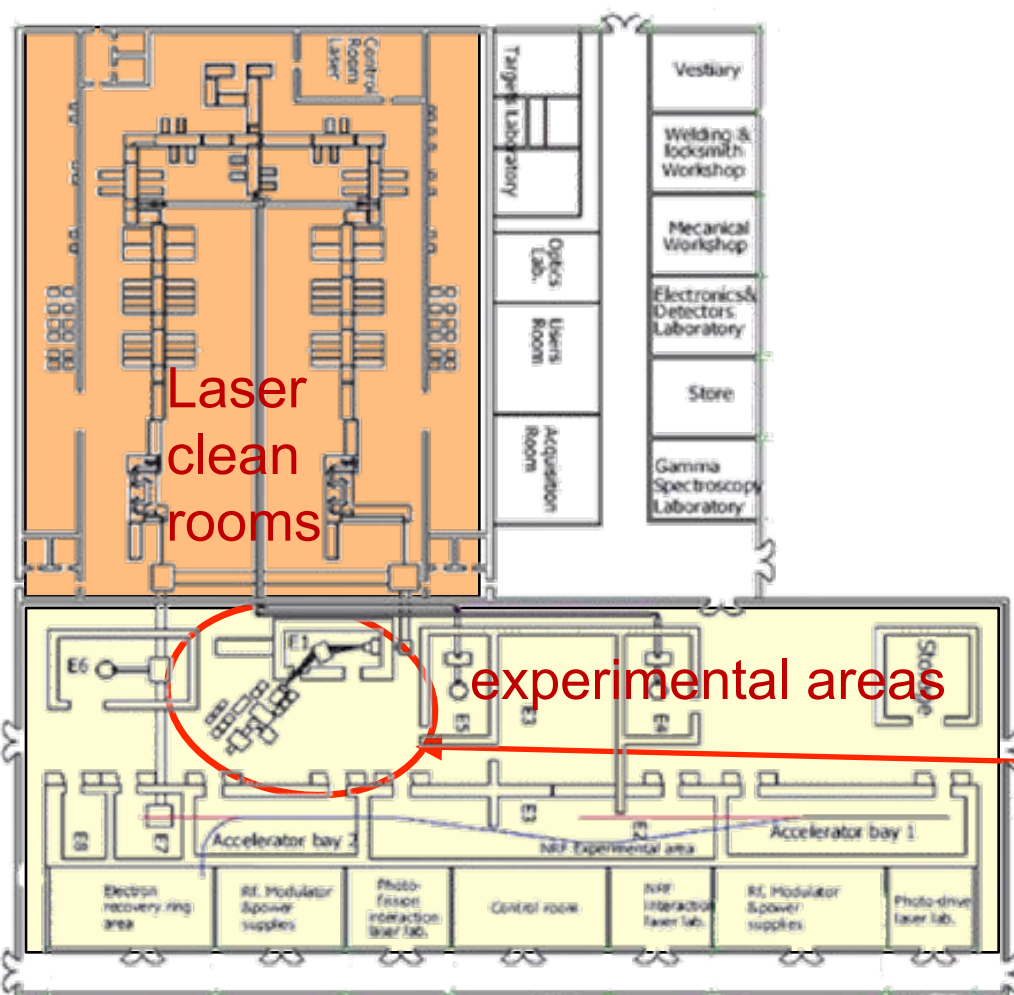 Control
Room
Laser
Targets Laboratory
Vestiary
Welding &
locksmith
Workshop
Mecanical
Workshop
Optics
Lab.
Electronics&
Detectors
Laboratory
Users
Room
Store
Acquisition
Room
Gamma
Spectroscopy
Laboratory
Laser
clean
rooms
E1
E6
experimental areas
Storage
E5
E3
E4
E8
E7
Accelerator bay 2
E3
E2
NRF Experimental area
Accelerator bay 1
Electron
recovery ring
area
Rf, Modulator
&power
supplies
Photo-
fission
interaction
laser lab.
Control room
NRF
interaction
laser lab.
Rf, Modulator
&power
supplies
Photo-drive
laser lab.